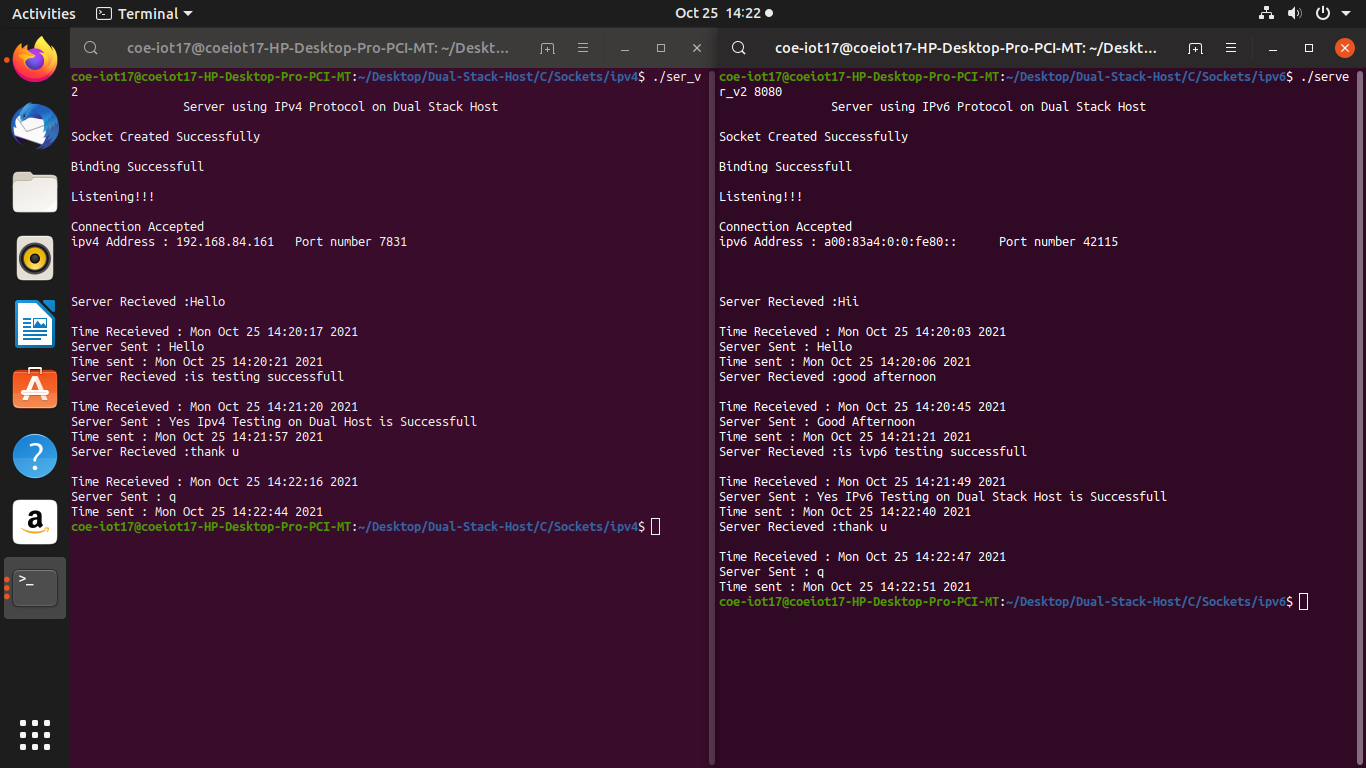 Activities
Terminal
Oct 25 14:22
coe-iot17@coeiot17-HP-Desktop-Pro-PCI-MT: ~/Deskt...
coe-iot17@coeiot17-HP-Desktop-Pro-PCI-MT:~/Desktop/Dual-Stack-Host/C/Sockets/ipv4$ ./ser_v
2
Server using IPv4 Protocol on Dual Stack Host
Socket Created Successfully
Binding Successfull
Listening!!!
Connection Accepted
ipv4 Address : 192.168.84.161 Port number 7831
Server Recieved :Hello
Time Receieved : Mon Oct 25 14:20:17 2021
Server Sent : Hello
Time sent : Mon Oct 25 14:20:21 2021
Server Recieved :is testing successfull
Time Receieved : Mon Oct 25 14:21:20 2021
Server Sent : Yes Ipv4 Testing on Dual Host is Successfull
Time sent : Mon Oct 25 14:21:57 2021
Server Recieved :thank u
Time Receieved : Mon Oct 25 14:22:16 2021
Server Sent : q
Time sent : Mon Oct 25 14:22:44 2021
coe-iot17@coeiot17-HP-Desktop-Pro-PCI-MT:~/Desktop/Dual-Stack-Host/C/Sockets/ipv4$
coe-iot17@coeiot17-HP-Desktop-Pro-PCI-MT: ~/Deskt...
coe-iot17@coeiot17-HP-Desktop-Pro-PCI-MT:~/Desktop/Dual-Stack-Host/C/Sockets/ipv6$ ./serve
r_v2 8080
Server using IPv6 Protocol on Dual Stack Host
Socket Created Successfully
Binding Successfull
Listening!!!
Connection Accepted
ipv6 Address : a00:83a4:0:0:fe80:: Port number 42115
Server Recieved :Hii
Time Receieved : Mon Oct 25 14:20:03 2021
Server Sent : Hello
Time sent : Mon Oct 25 14:20:06 2021
Server Recieved :good afternoon
Time Receieved : Mon Oct 25 14:20:45 2021
Server Sent : Good Afternoon
Time sent : Mon Oct 25 14:21:21 2021
Server Recieved :is ivp6 testing successfull
Time Receieved : Mon Oct 25 14:21:49 2021
Server Sent : Yes IPv6 Testing on Dual Stack Host is Successfull
Time sent : Mon Oct 25 14:22:40 2021
Server Recieved :thank u
Time Receieved : Mon Oct 25 14:22:47 2021
Server Sent : q
Time sent : Mon Oct 25 14:22:51 2021
coe-iot17@coeiot17-HP-Desktop-Pro-PCI-MT:~/Desktop/Dual-Stack-Host/C/Sockets/ipv6$